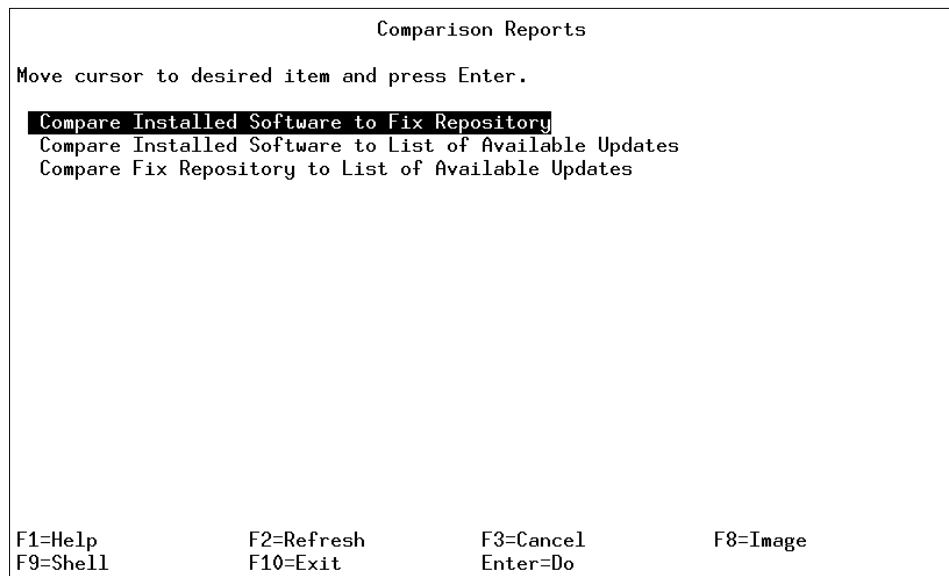 Comparison Reports
Move cursor to desired item and press Enter.
Compare Installed Software to Fix Repository
Compare Installed Software to List of Available Updates
Compare Fix Repository to List of Available Updates
F1=Help F2=Refresh F3=Cancel F8=Image
F9=Shell F10=Exit Enter=Do